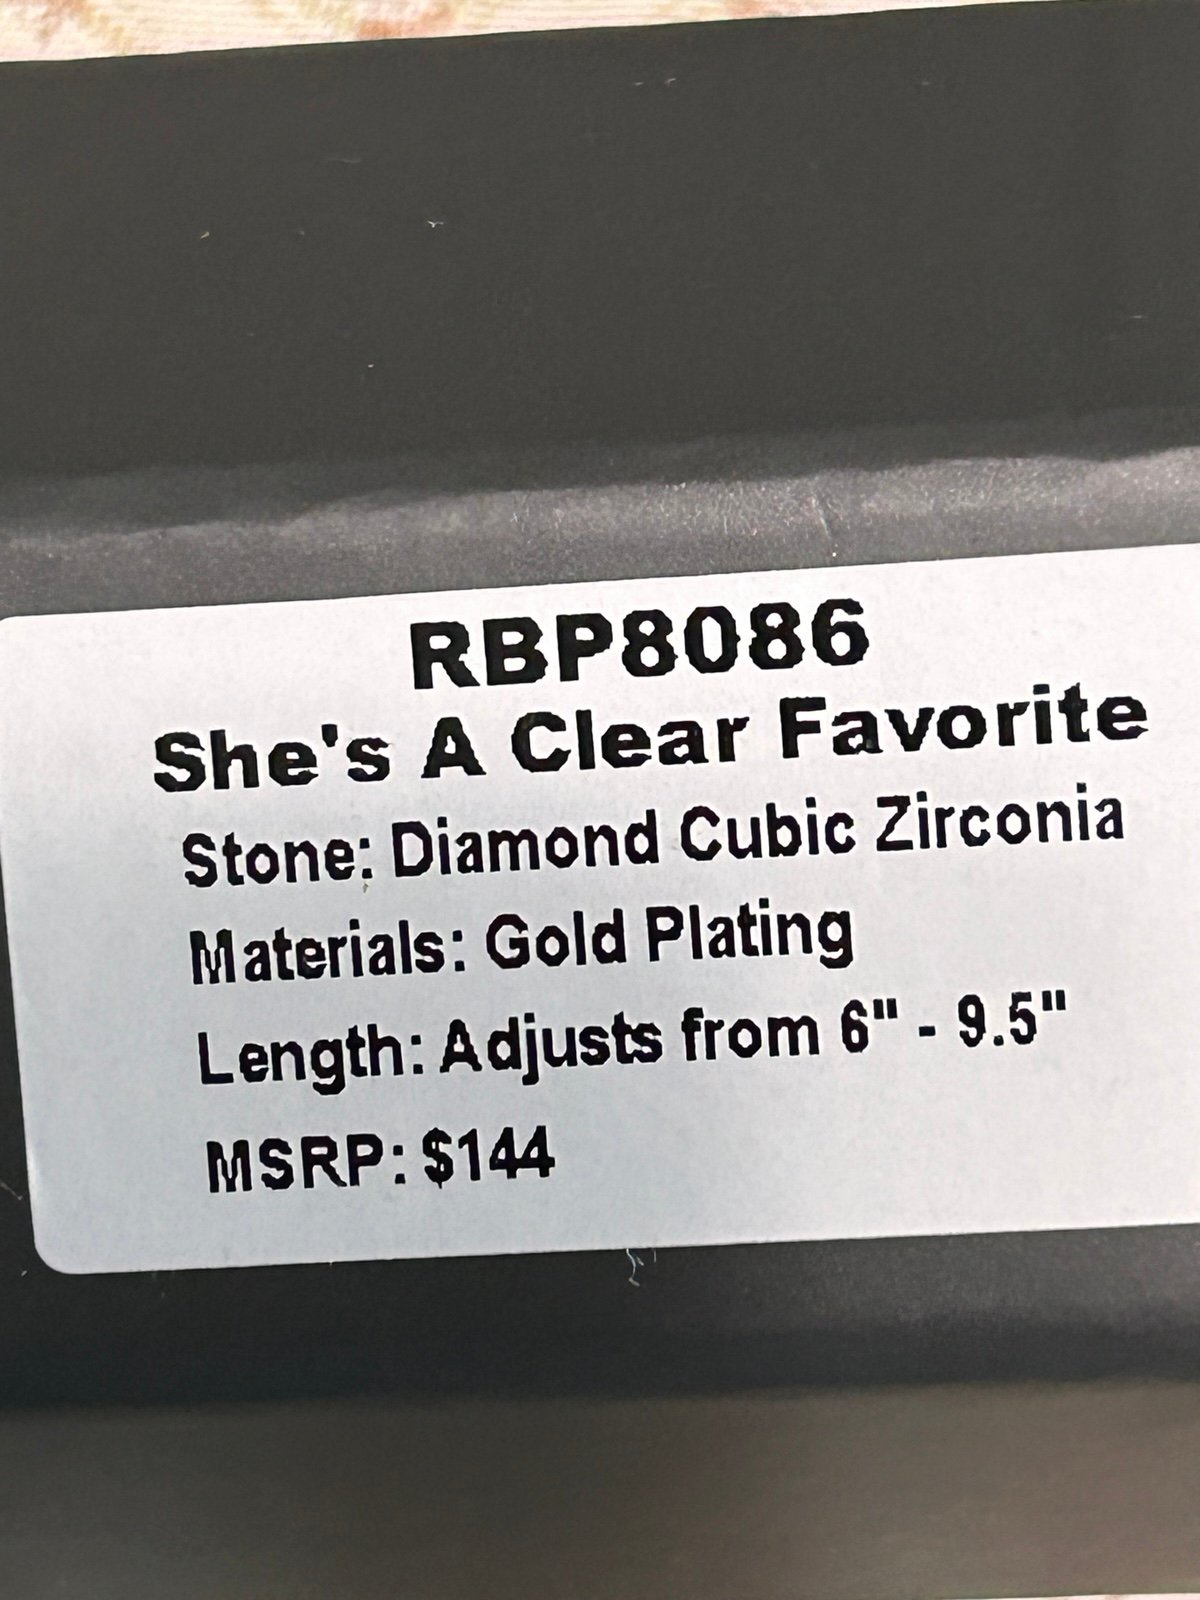 RBP8086
She's A Clear Favorite
Stone: Diamond Cubic Zirconia
Materials: Gold Plating
Length: Adjusts from 6" - 9.5"
MSRP: $144